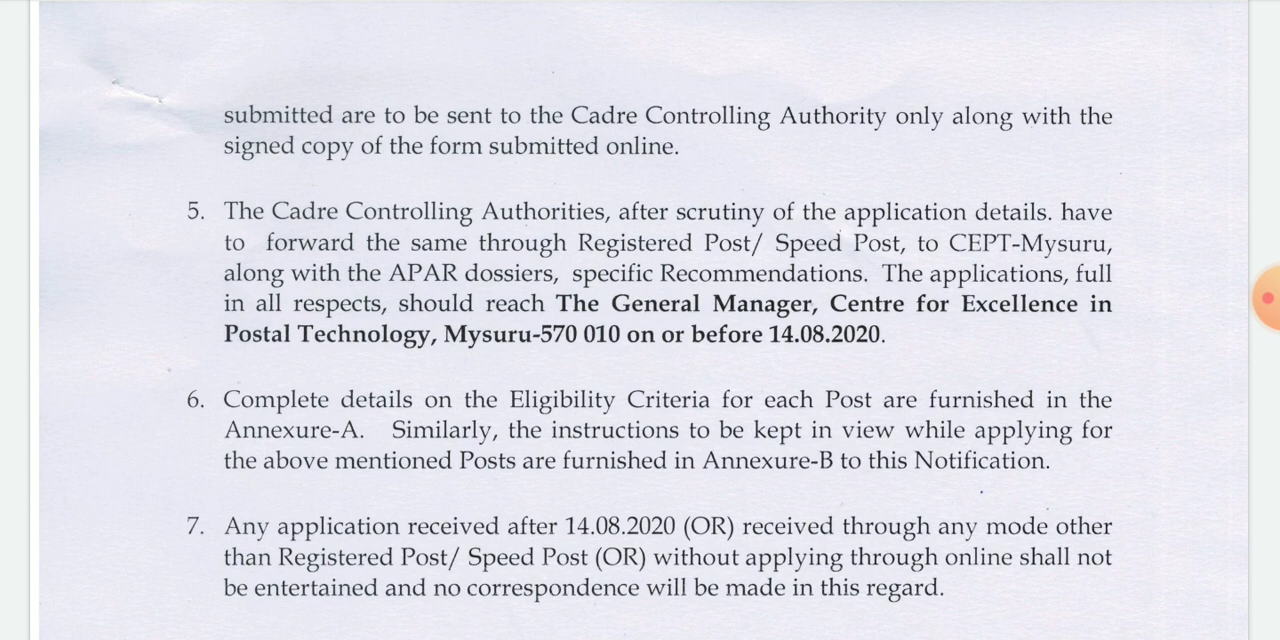 submitted are to be sent to the Cadre Controlling Authority only along with the
signed copy of the form submitted online.
5. The Cadre Controlling Authorities, after scrutiny of the application details. have
to forward the same through Registered Post/ Speed Post, to CEPT-Mysuru,
along with the APAR dossiers, specific Recommendations. The applications, full
in all respects, should reach The General Manager, Centre for Excellence in
Postal Technology, Mysuru-570 010 on or before 14.08.2020.
6. Complete details on the Eligibility Criteria for each Post are furnished in the
Annexure-A. Similarly, the instructions to be kept in view while applying for
the above mentioned Posts are furnished in Annexure-B to this Notification.
7. Any application received after 14.08.2020 (OR) received through any mode other
than Registered Post/ Speed Post (OR) without applying through online shall not
be entertained and no correspondence will be made in this regard.